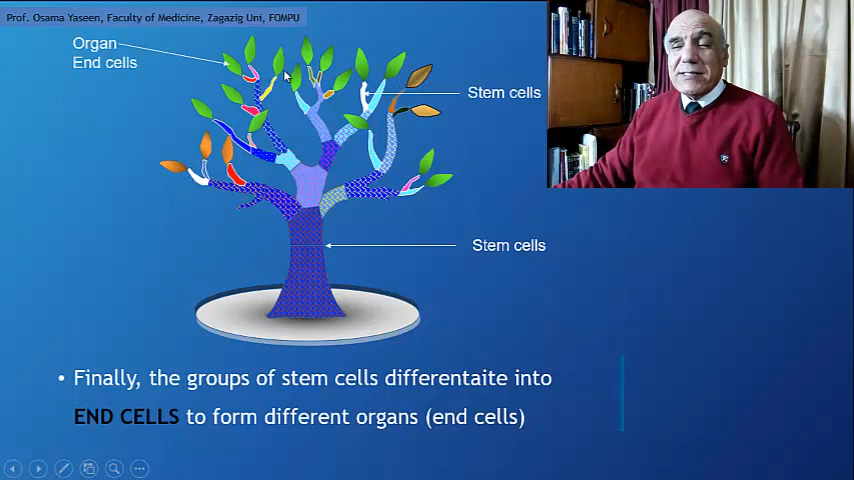 Prof. Osama Yaseen, Faculty of Medicine, Zagazig Uni, FOMPU
Organ
End cells
Stem cells
Stem cells
• Finally, the groups of stem cells differentaite into
END CELLS to form different organs (end cells)